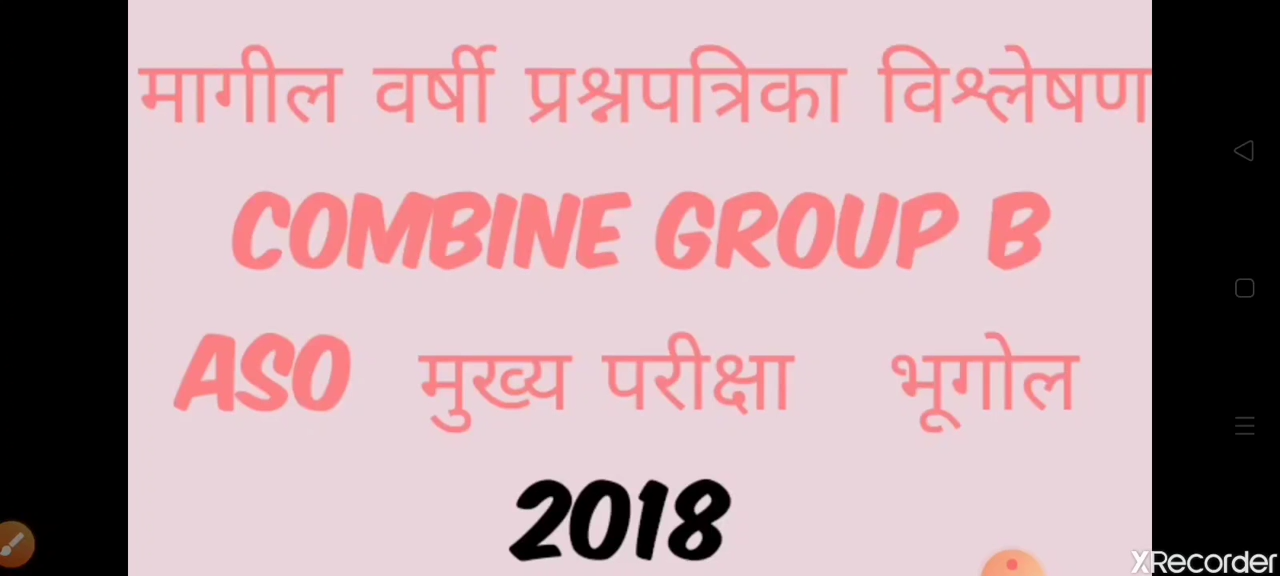 मागील वर्षी प्रश्नपत्रिका विश्लेषण
COMBINE GROUP B
ASO मुख्य परीक्षा भूगोल
2018
XRecorder